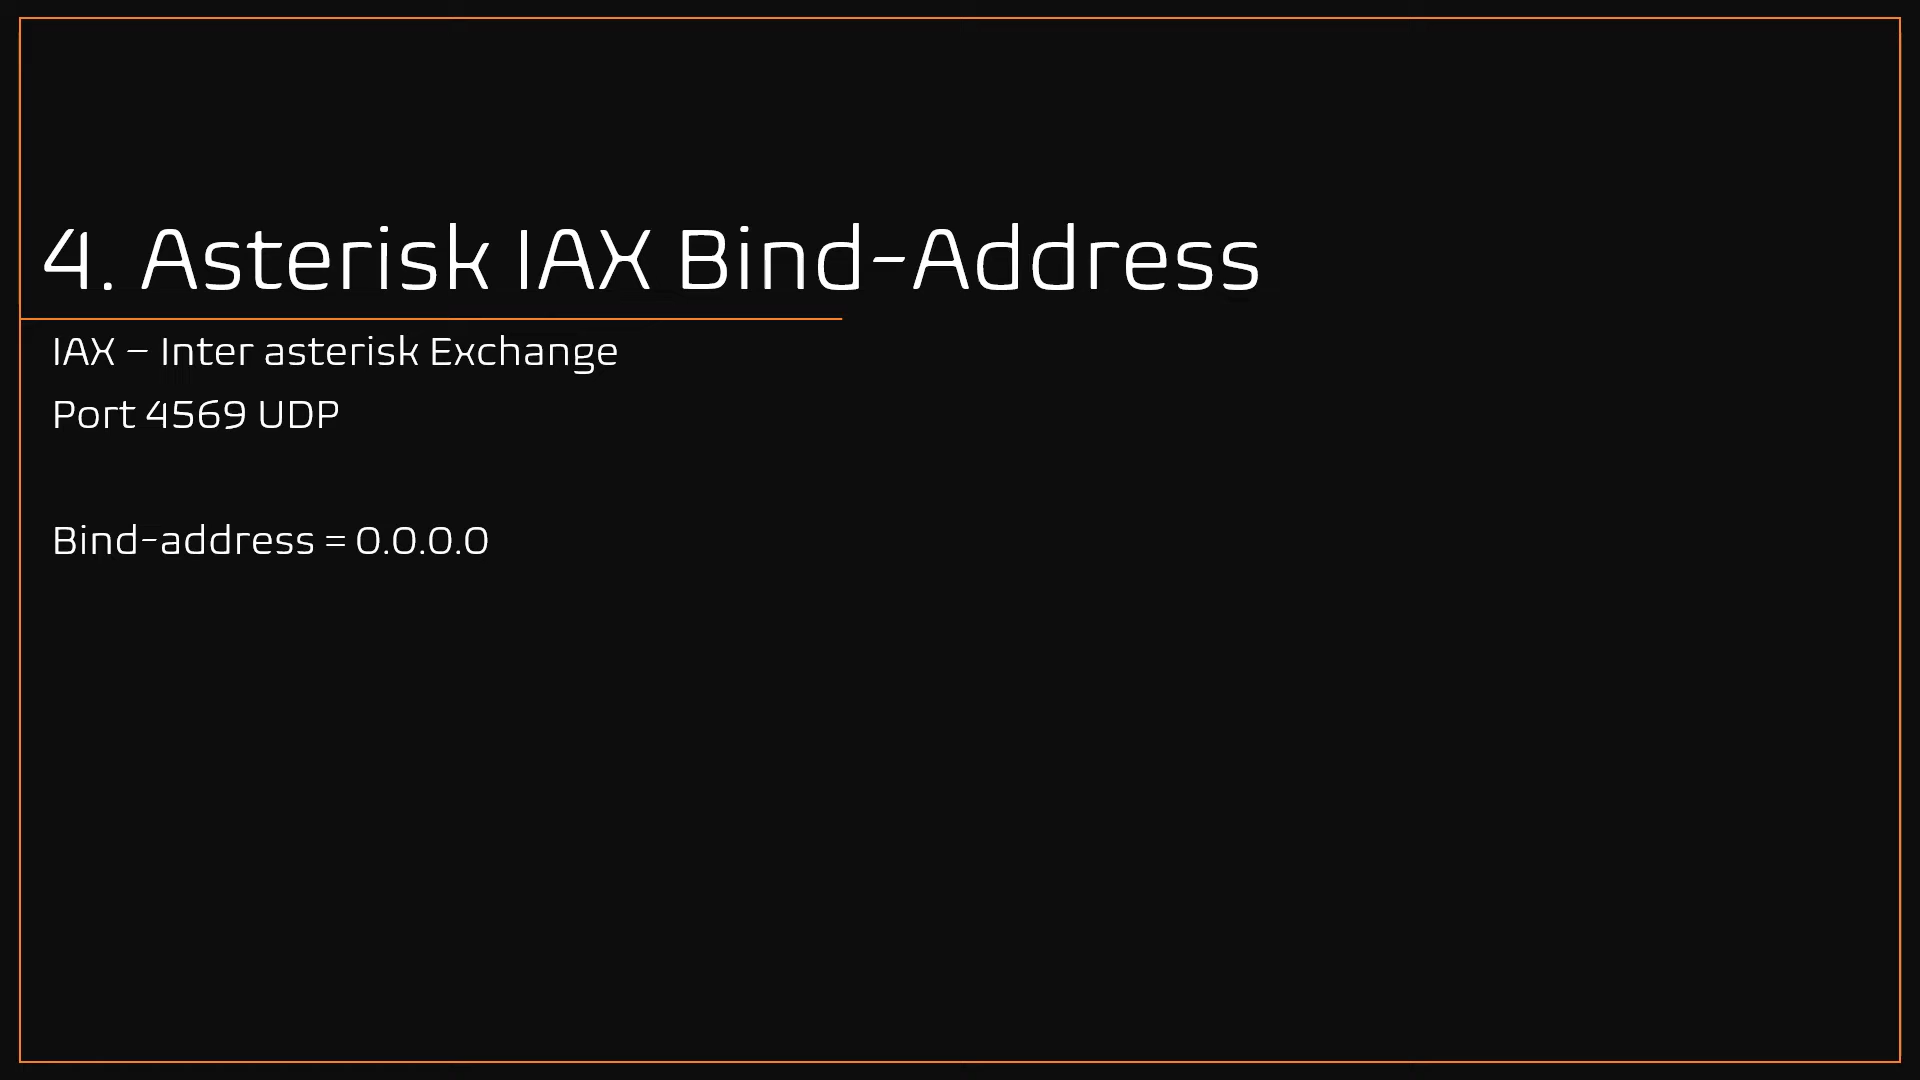 4. Asterisk IAX Bind-Address
IAX – Inter asterisk Exchange
Port 4569 UDP
Bind-address = 0.0.0.0